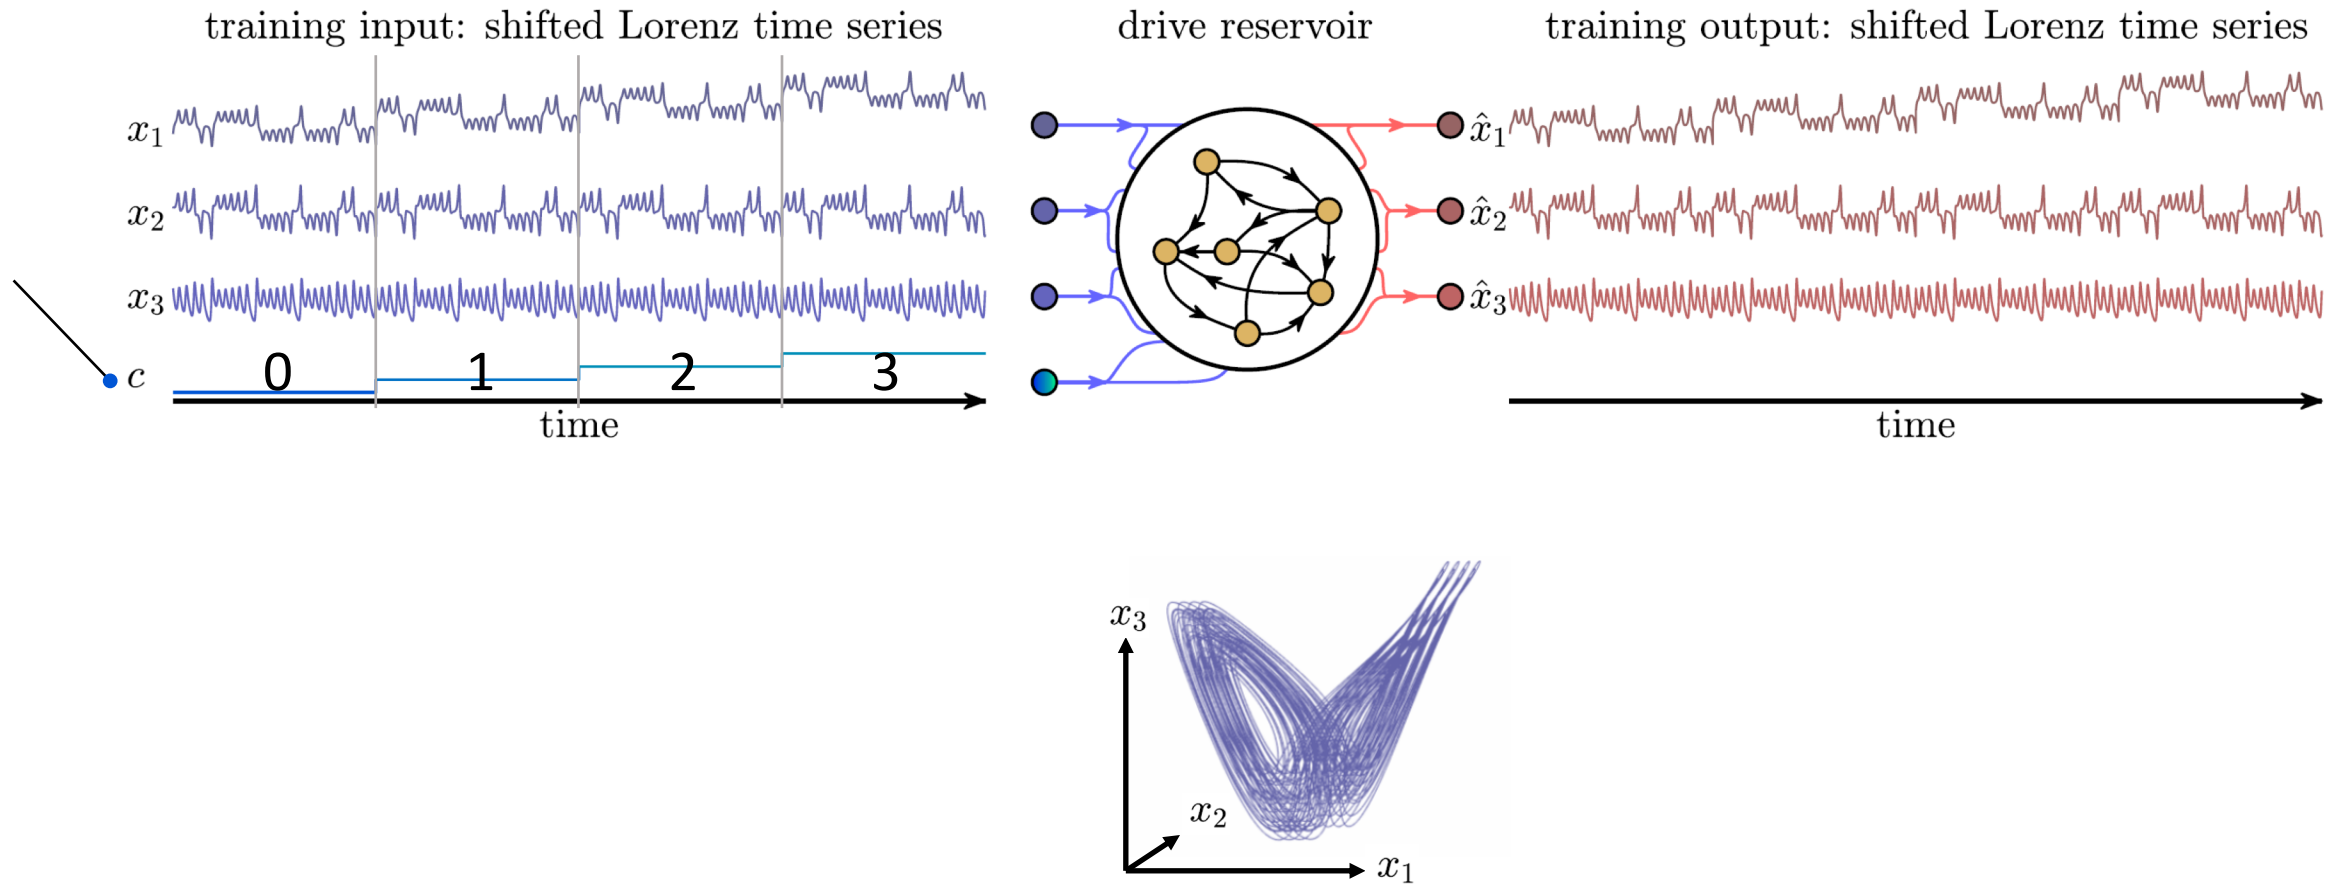 training input: shifted Lorenz time series
drive reservoir
training output: shifted Lorenz time series
x₁
x₂
x₃
c
0 1 2 3
time
x̂₁
x̂₂
x̂₃
time
x₃
x₂
x₁